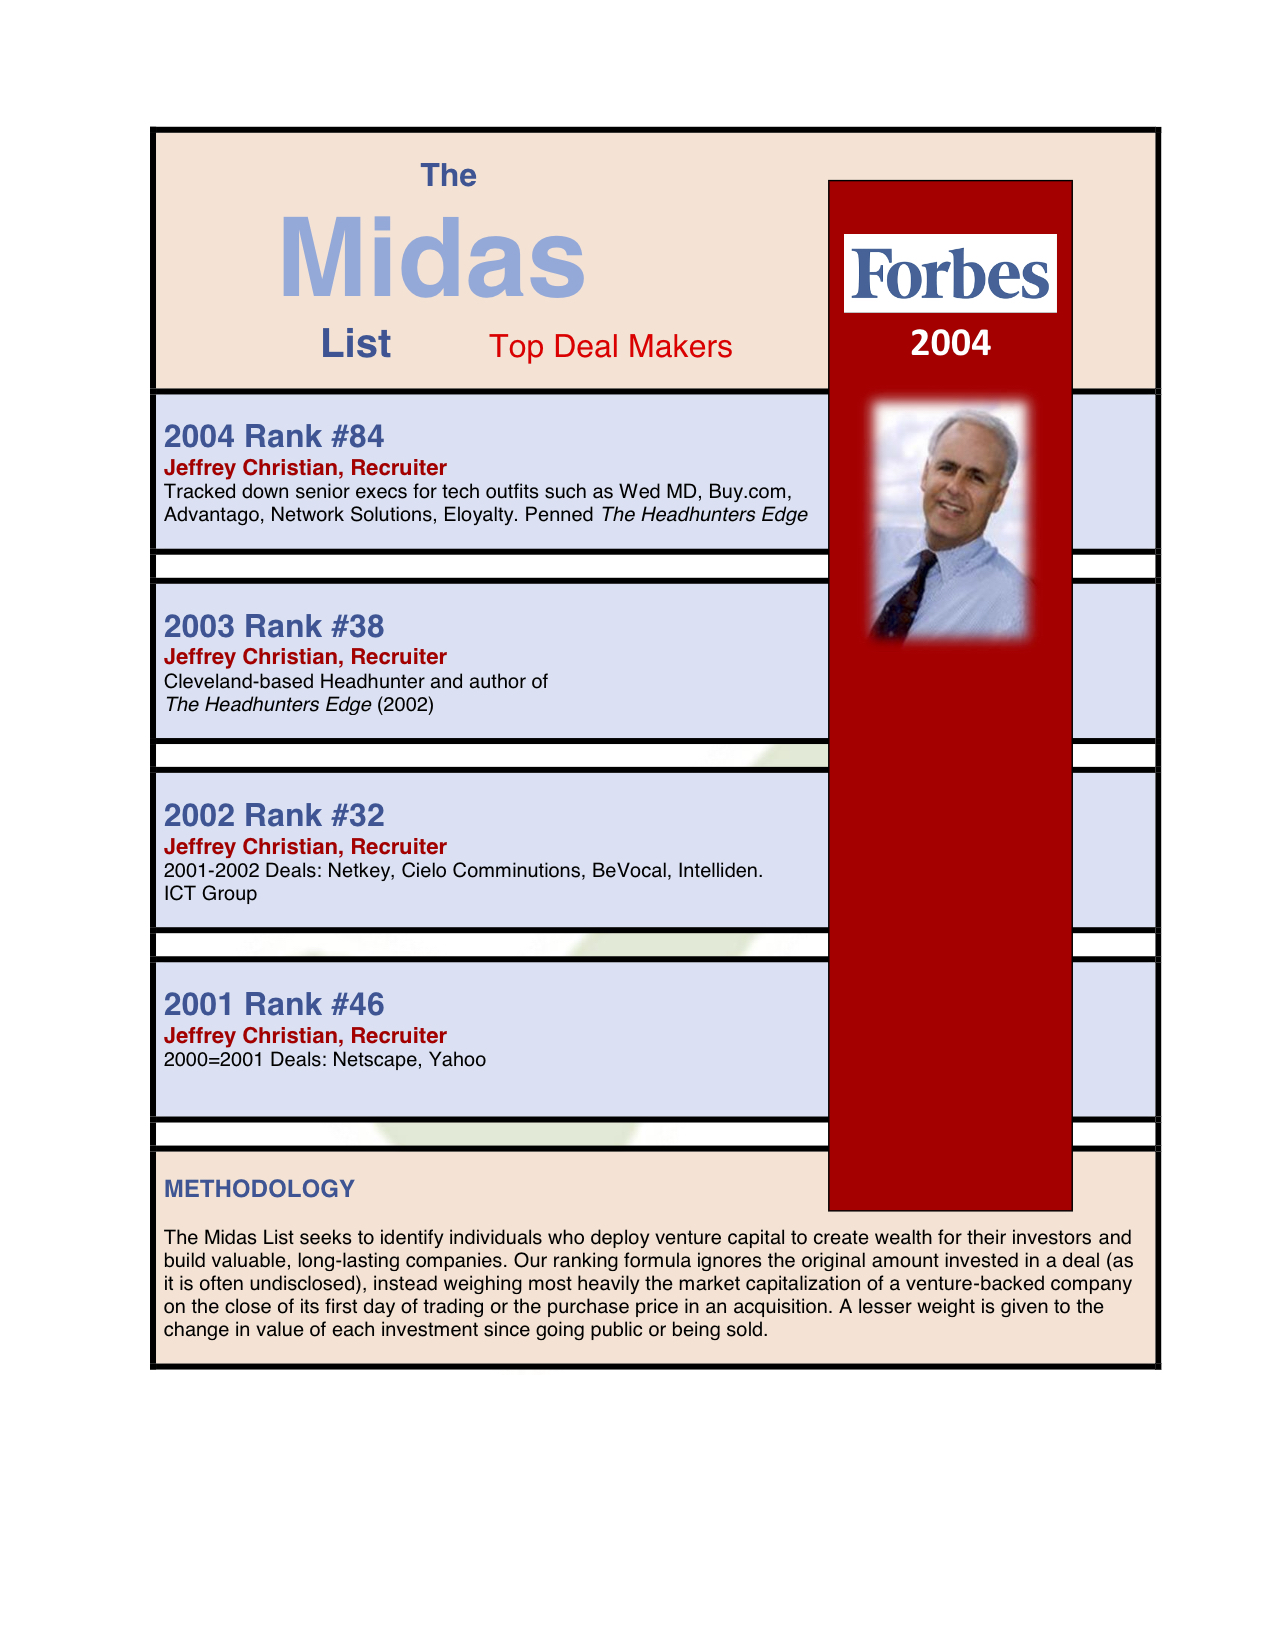 The
Midas
List Top Deal Makers
Forbes
2004
2004 Rank #84
Jeffrey Christian, Recruiter
Tracked down senior execs for tech outfits such as Wed MD, Buy.com,
Advantago, Network Solutions, Eloyalty. Penned The Headhunters Edge
2003 Rank #38
Jeffrey Christian, Recruiter
Cleveland-based Headhunter and author of
The Headhunters Edge (2002)
2002 Rank #32
Jeffrey Christian, Recruiter
2001-2002 Deals: Netkey, Cielo Comminutions, BeVocal, Intelliden.
ICT Group
2001 Rank #46
Jeffrey Christian, Recruiter
2000=2001 Deals: Netscape, Yahoo
METHODOLOGY
The Midas List seeks to identify individuals who deploy venture capital to create wealth for their investors and
build valuable, long-lasting companies. Our ranking formula ignores the original amount invested in a deal (as
it is often undisclosed), instead weighing most heavily the market capitalization of a venture-backed company
on the close of its first day of trading or the purchase price in an acquisition. A lesser weight is given to the
change in value of each investment since going public or being sold.